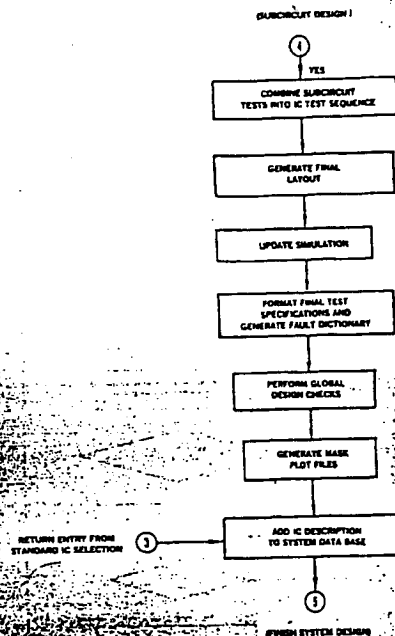 (SUBCIRCUIT DESIGN)
4
YES
COMBINE SUBCIRCUIT
TESTS INTO IC TEST SEQUENCE
GENERATE FINAL
LAYOUT
UPDATE SIMULATION
FORMAT FINAL TEST
SPECIFICATIONS AND
GENERATE FAULT DICTIONARY
PERFORM GLOBAL
DESIGN CHECKS
GENERATE MASK
PLOT FILES
RETURN ENTRY FROM
STANDARD IC SELECTION
3
ADD IC DESCRIPTION
TO SYSTEM DATA BASE
5
(FINISH SYSTEM DESIGN)